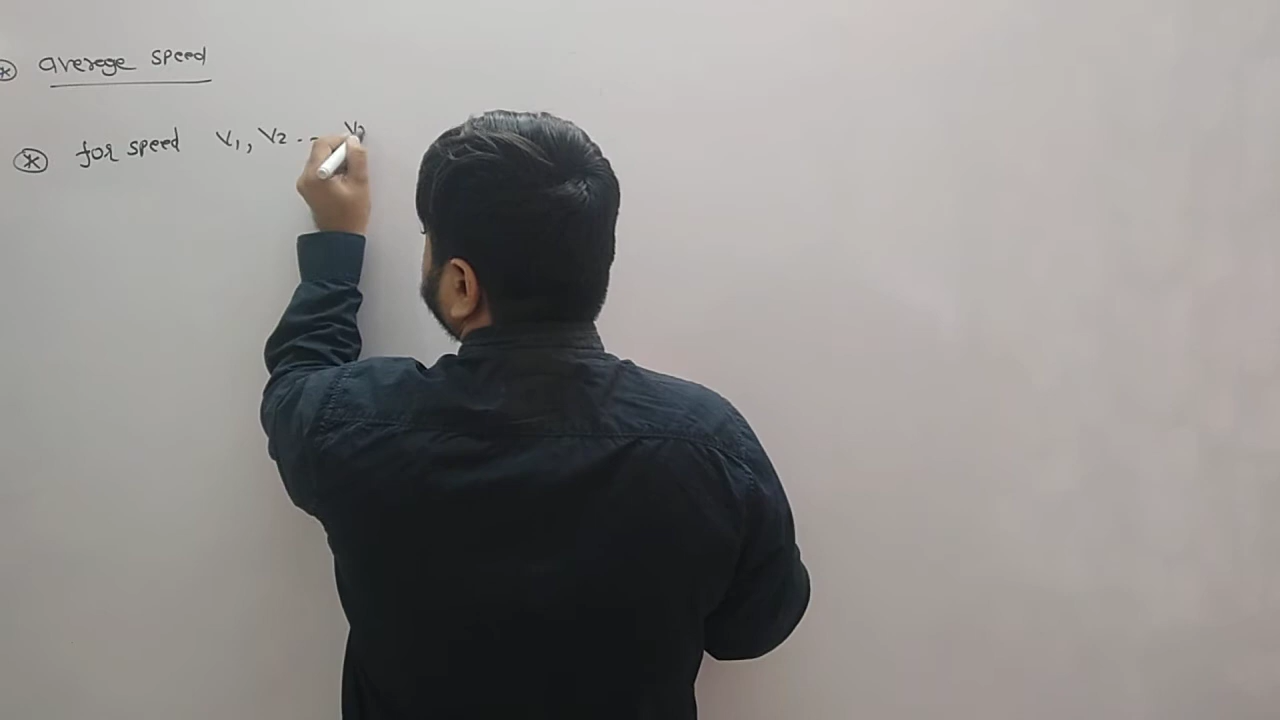 * average speed
* for speed V1, V2 . -